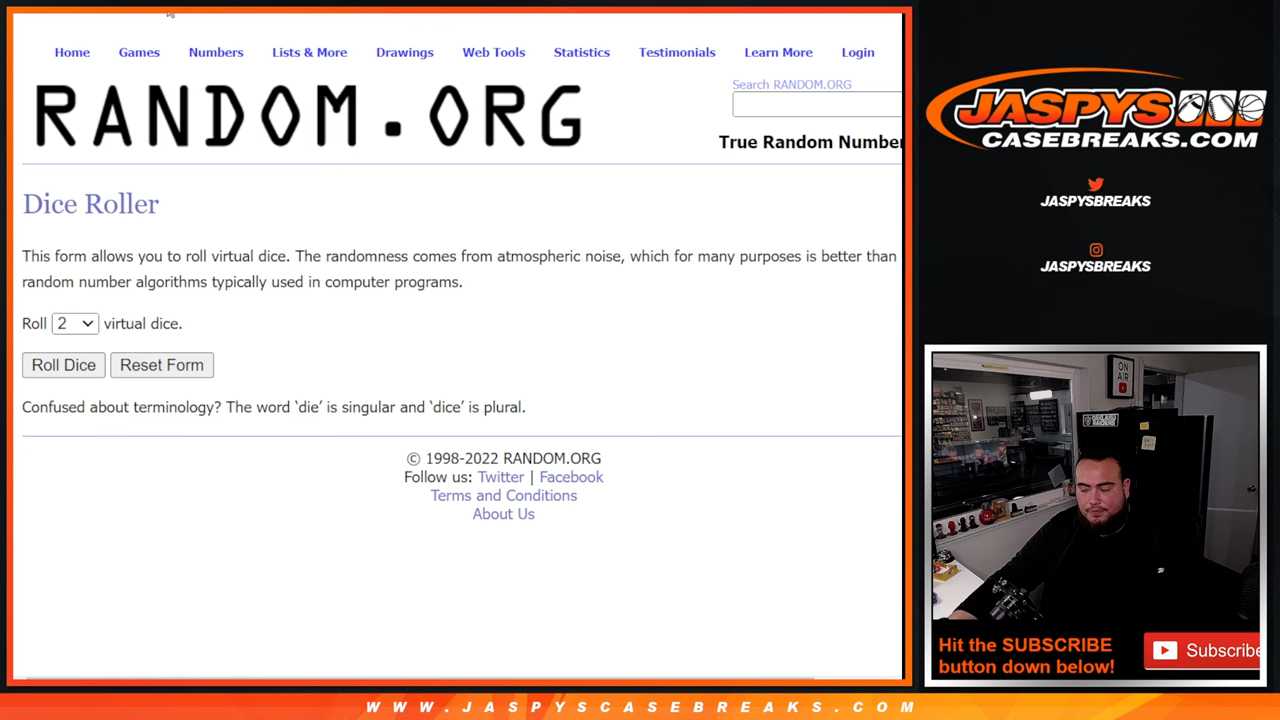 Home Games Numbers Lists & More Drawings Web Tools Statistics Testimonials Learn More Login
RANDOM.ORG
Search RANDOM.ORG
True Random Number
Dice Roller
This form allows you to roll virtual dice. The randomness comes from atmospheric noise, which for many purposes is better than
random number algorithms typically used in computer programs.
Roll 2 virtual dice.
Roll Dice Reset Form
Confused about terminology? The word ‘die’ is singular and ‘dice’ is plural.
© 1998-2022 RANDOM.ORG
Follow us: Twitter | Facebook
Terms and Conditions
About Us
JASPYS
CASEBREAKS.COM
JASPYSBREAKS
JASPYSBREAKS
ON
AIR
Hit the SUBSCRIBE
button down below!
Subscribe
WWW.JASPYSCASEBREAKS.COM